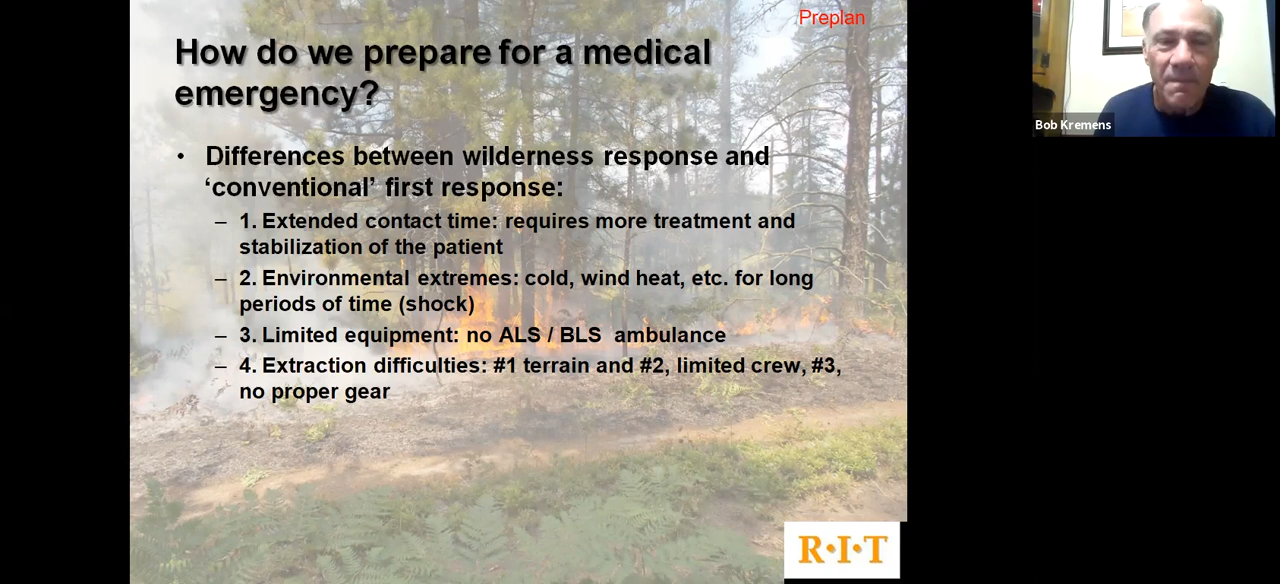 Preplan
How do we prepare for a medical
emergency?
• Differences between wilderness response and
‘conventional’ first response:
– 1. Extended contact time: requires more treatment and
stabilization of the patient
– 2. Environmental extremes: cold, wind heat, etc. for long
periods of time (shock)
– 3. Limited equipment: no ALS / BLS ambulance
– 4. Extraction difficulties: #1 terrain and #2, limited crew, #3,
no proper gear
R·I·T
Bob Kremens